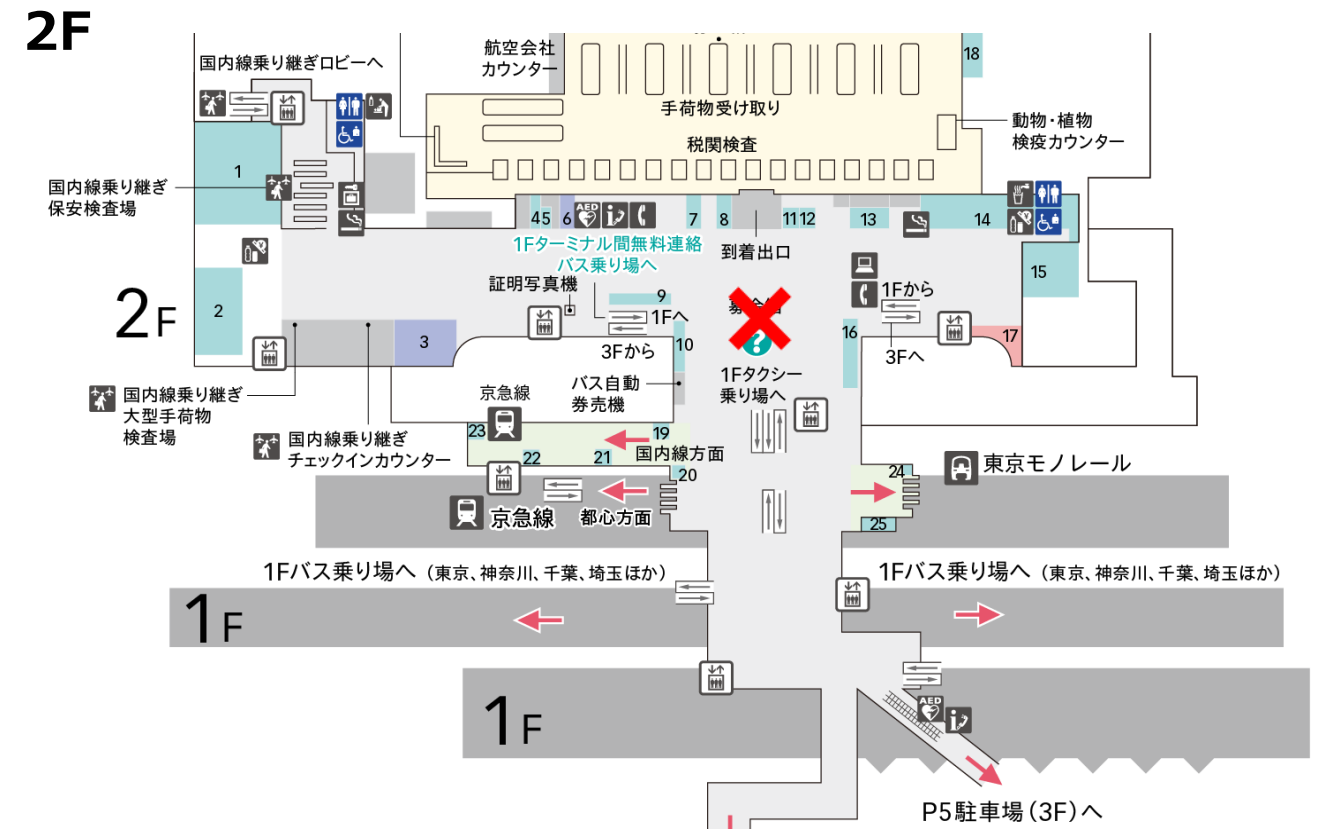 2F
航空会社
カウンター
18
国内線乗り継ぎロビーへ
手荷物受け取り
税関検査
動物・植物
検疫カウンター
1
国内線乗り継ぎ
保安検査場
4
5
6
AED
7
8
11
12
13
14
1Fターミナル間無料連絡
バス乗り場へ
到着出口
15
証明写真機
2
2F
9
1Fへ
3Fから
1Fから
3Fへ
16
17
3
10
?
1Fタクシー
乗り場へ
バス自動
券売機
国内線乗り継ぎ
大型手荷物
検査場
国内線乗り継ぎ
チェックインカウンター
京急線
23
19
国内線方面
22
21
20
24
東京モノレール
京急線
都心方面
25
1Fバス乗り場へ（東京、神奈川、千葉、埼玉ほか）
1Fバス乗り場へ（東京、神奈川、千葉、埼玉ほか）
1F
1F
AED
P5駐車場（3F）へ